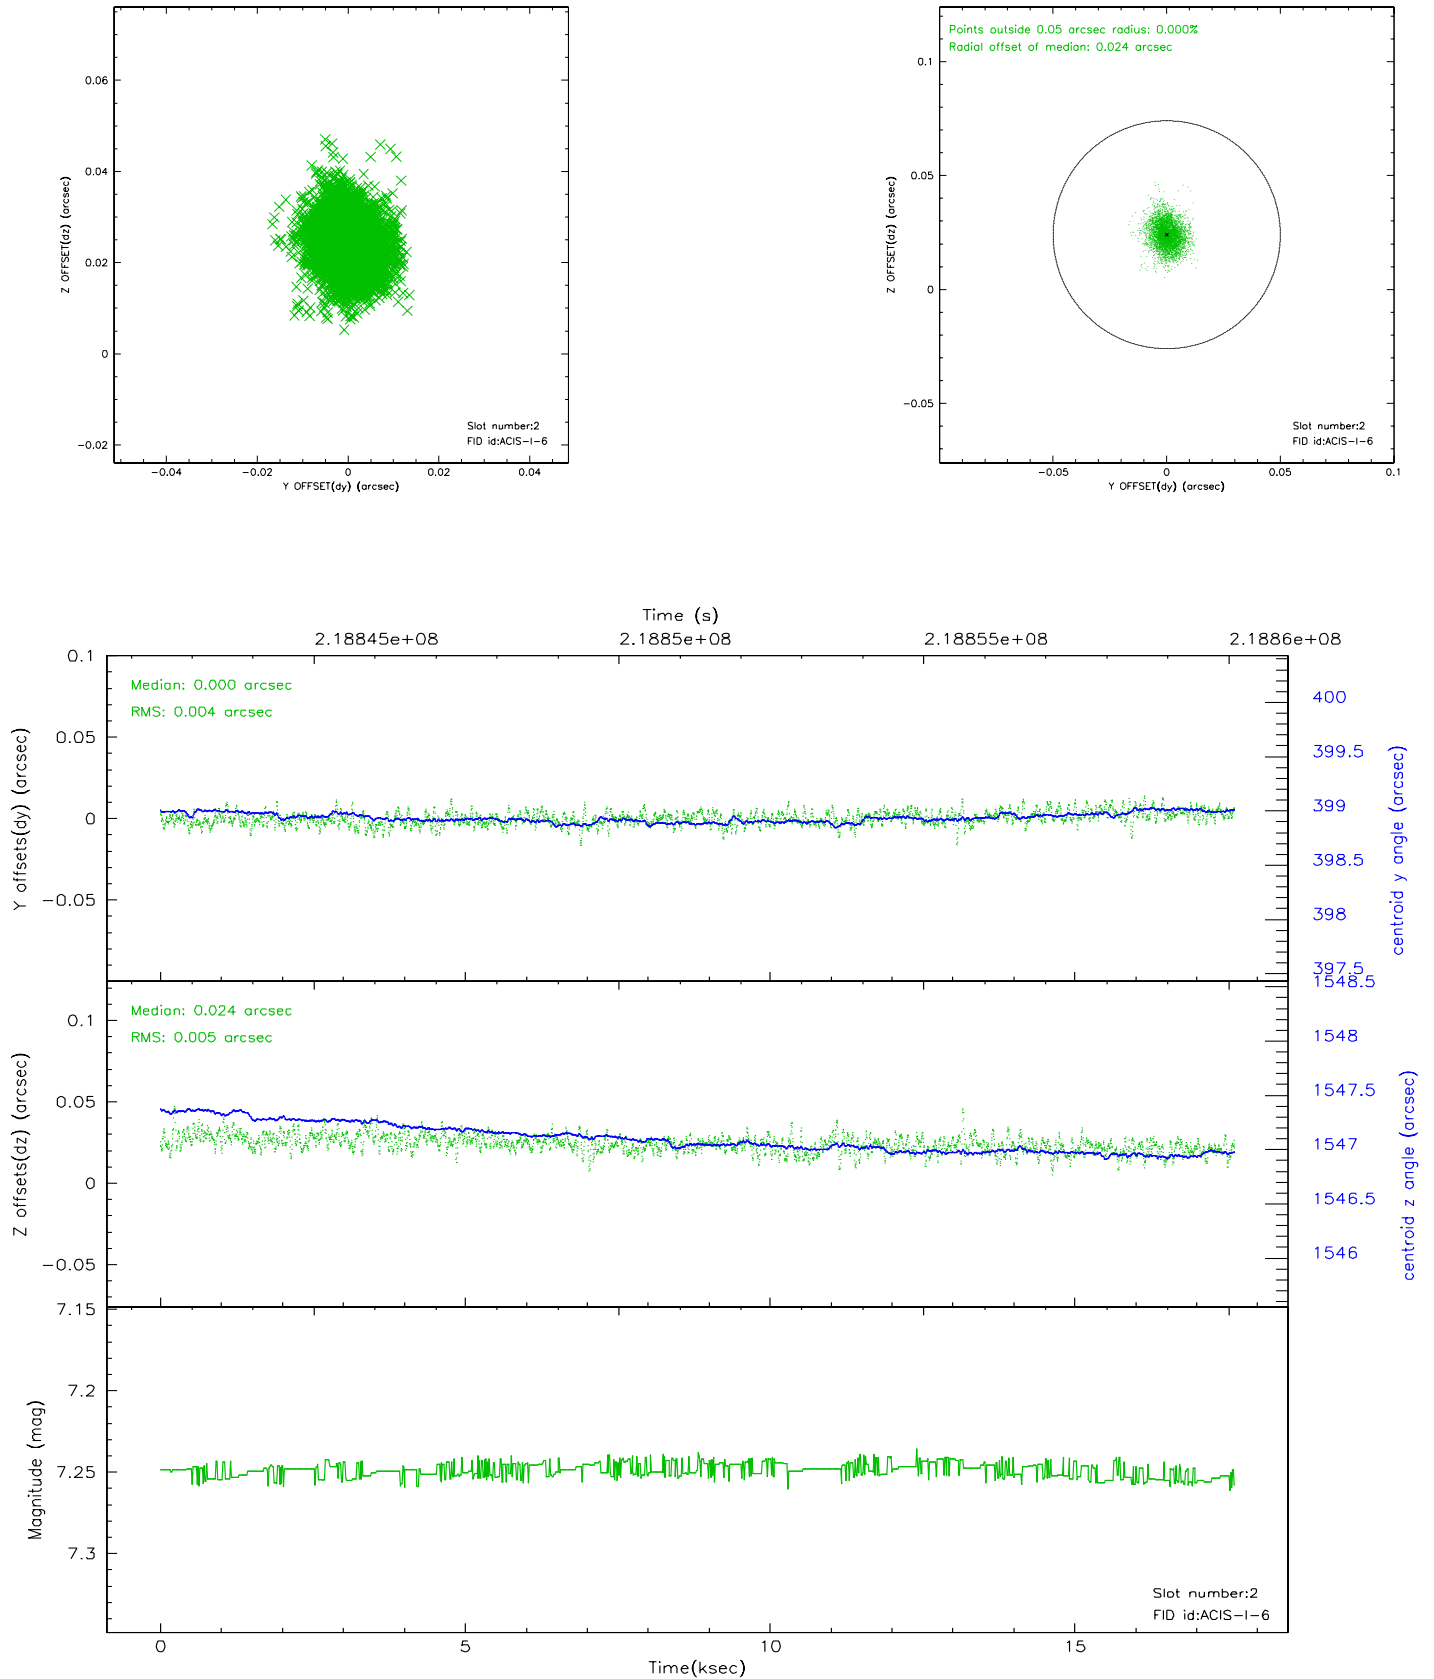 0.06
0.04
0.02
0
−0.02
Z OFFSET(dz) (arcsec)
Slot number:2
FID id:ACIS−I−6
−0.04
−0.02
0
0.02
0.04
Y OFFSET(dy) (arcsec)
Points outside 0.05 arcsec radius: 0.000%
Radial offset of median: 0.024 arcsec
0.1
0.05
0
−0.05
Z OFFSET(dz) (arcsec)
Slot number:2
FID id:ACIS−I−6
−0.05
0
0.05
0.1
Y OFFSET(dy) (arcsec)
Time (s)
2.18845e+08
2.1885e+08
2.18855e+08
2.1886e+08
0.1
0.05
0
−0.05
Y offsets(dy) (arcsec)
Median: 0.000 arcsec
RMS: 0.004 arcsec
400
399.5
399
398.5
398
397.5
centroid y angle (arcsec)
0.1
0.05
0
−0.05
Z offsets(dz) (arcsec)
Median: 0.024 arcsec
RMS: 0.005 arcsec
1548.5
1548
1547.5
1547
1546.5
1546
centroid z angle (arcsec)
7.15
7.2
7.25
7.3
Magnitude (mag)
Slot number:2
FID id:ACIS−I−6
0
5
10
15
Time(ksec)